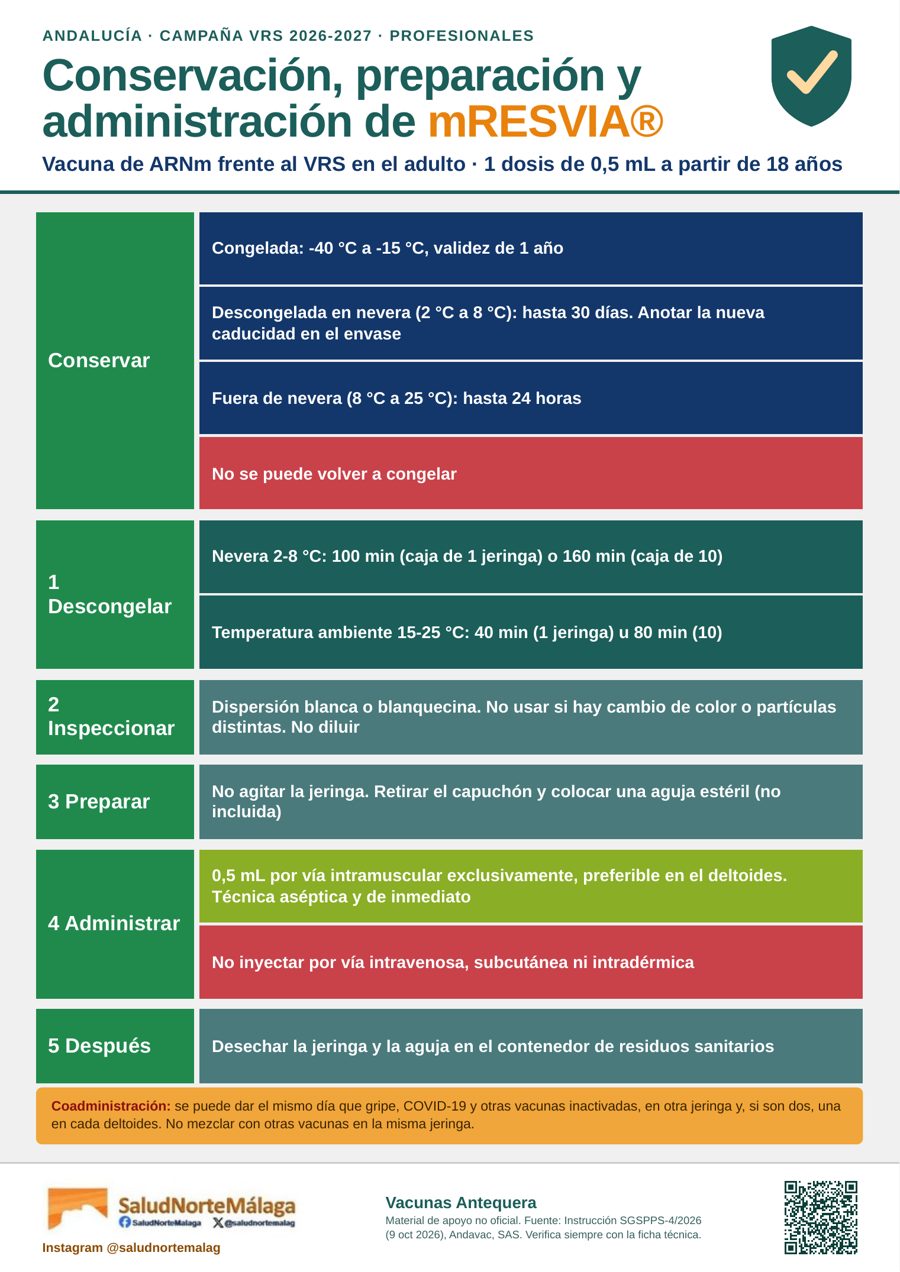 ANDALUCÍA · CAMPAÑA VRS 2026-2027 · PROFESIONALES
Conservación, preparación y
administración de mRESVIA®
Vacuna de ARNm frente al VRS en el adulto · 1 dosis de 0,5 mL a partir de 18 años
Conservar
Congelada: -40 °C a -15 °C, validez de 1 año
Descongelada en nevera (2 °C a 8 °C): hasta 30 días. Anotar la nueva
caducidad en el envase
Fuera de nevera (8 °C a 25 °C): hasta 24 horas
No se puede volver a congelar
1
Descongelar
Nevera 2-8 °C: 100 min (caja de 1 jeringa) o 160 min (caja de 10)
Temperatura ambiente 15-25 °C: 40 min (1 jeringa) u 80 min (10)
2
Inspeccionar
Dispersión blanca o blanquecina. No usar si hay cambio de color o partículas
distintas. No diluir
3 Preparar
No agitar la jeringa. Retirar el capuchón y colocar una aguja estéril (no
incluida)
4 Administrar
0,5 mL por vía intramuscular exclusivamente, preferible en el deltoides.
Técnica aséptica y de inmediato
No inyectar por vía intravenosa, subcutánea ni intradérmica
5 Después
Desechar la jeringa y la aguja en el contenedor de residuos sanitarios
Coadministración: se puede dar el mismo día que gripe, COVID-19 y otras vacunas inactivadas, en otra jeringa y, si son dos, una
en cada deltoides. No mezclar con otras vacunas en la misma jeringa.
SaludNorteMálaga
SaludNorteMalaga @saludnortemalag
Instagram @saludnortemalag
Vacunas Antequera
Material de apoyo no oficial. Fuente: Instrucción SGSPPS-4/2026
(9 oct 2026), Andavac, SAS. Verifica siempre con la ficha técnica.